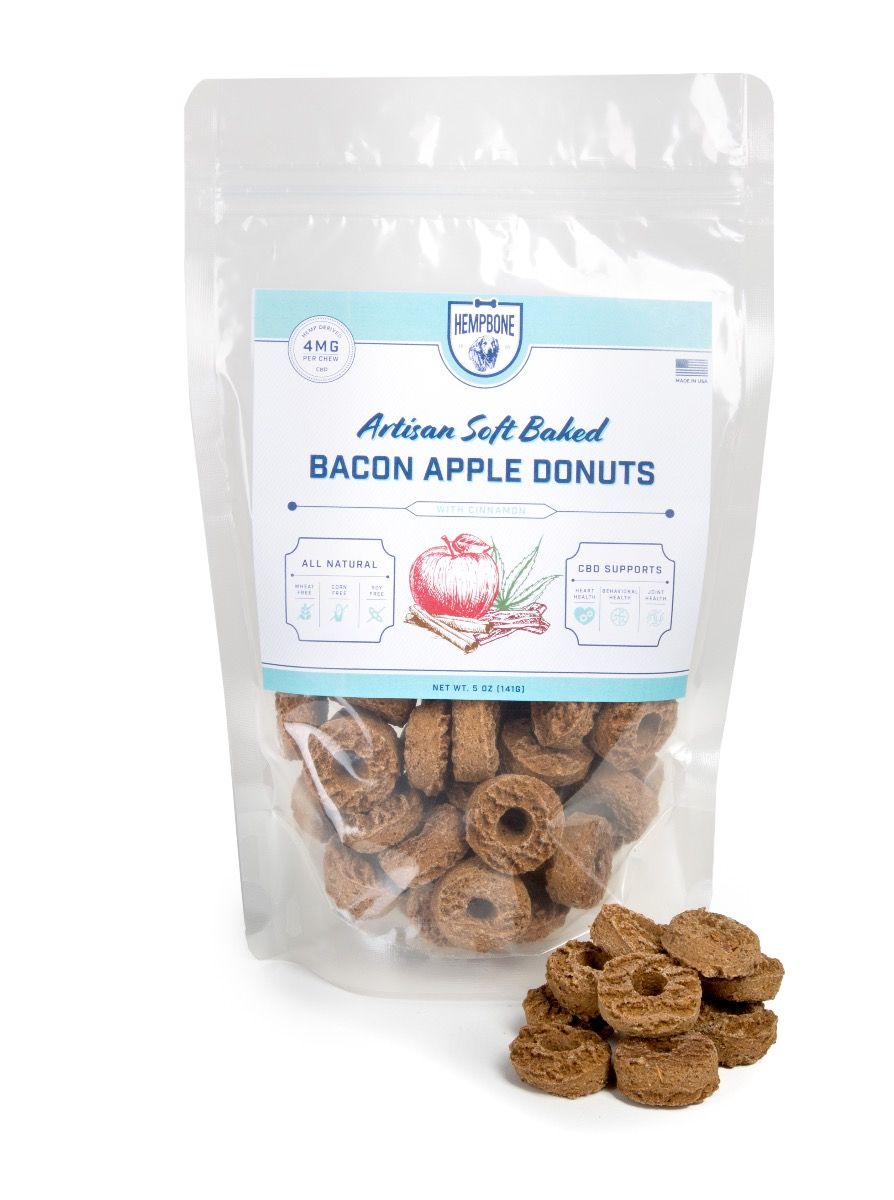 HEMPBONE
HEMP DERIVED
4MG
PER CHEW
CBD
MADE IN USA
Artisan Soft Baked
BACON APPLE DONUTS
WITH CINNAMON
ALL NATURAL
WHEAT FREE
CORN FREE
SOY FREE
CBD SUPPORTS
HEART HEALTH
BEHAVIORAL HEALTH
JOINT HEALTH
NET WT. 5 OZ (141G)